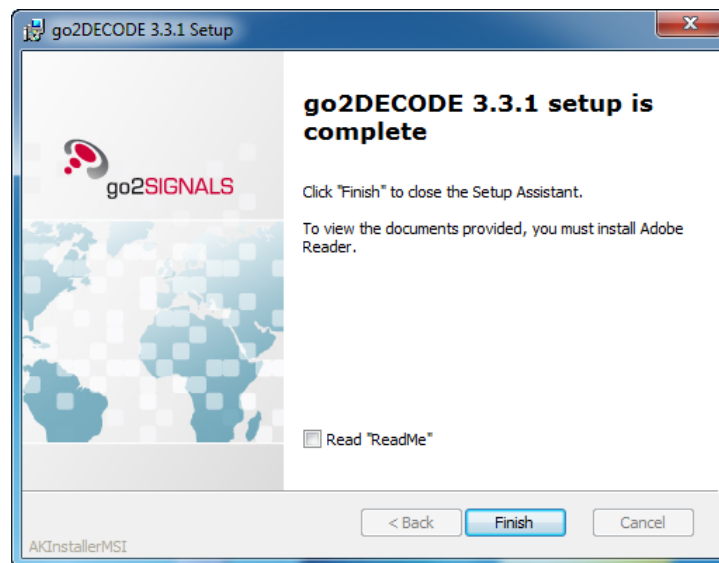 go2DECODE 3.3.1 Setup
go2SIGNALS
go2DECODE 3.3.1 setup is
complete
Click "Finish" to close the Setup Assistant.
To view the documents provided, you must install Adobe
Reader.
Read "ReadMe"
< Back
Finish
Cancel
AKInstallerMSI